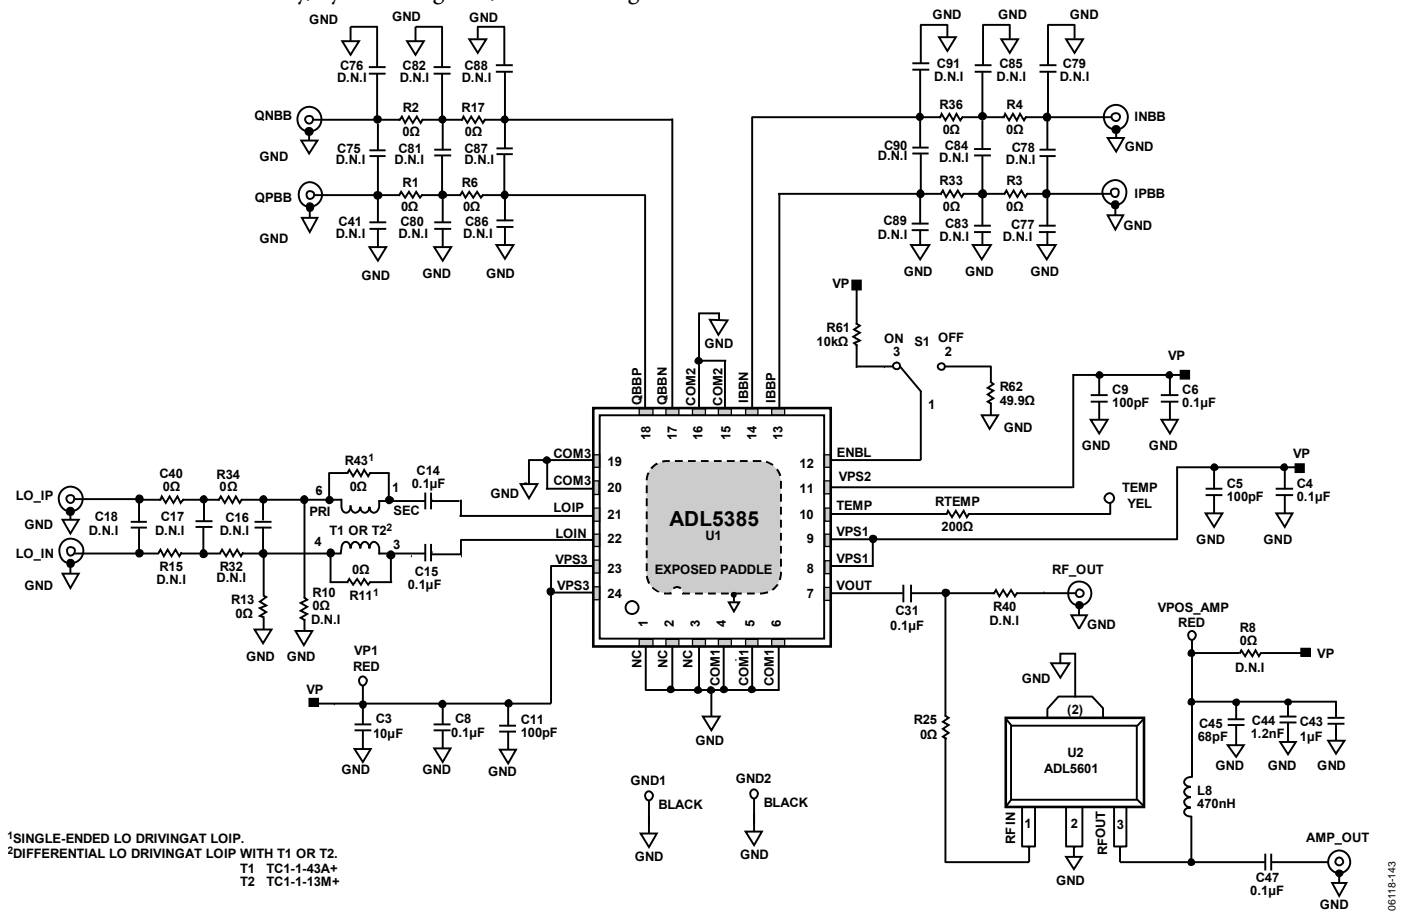 GND GND GND
C76 D.N.I
C82 D.N.I
C88 D.N.I
QNBB
R2 0Ω
R17 0Ω
GND
C75 D.N.I
C81 D.N.I
C87 D.N.I
QPBB
R1 0Ω
R6 0Ω
GND
C41 D.N.I
C80 D.N.I
C86 D.N.I
GND GND GND
GND GND GND
C91 D.N.I
C85 D.N.I
C79 D.N.I
R36 0Ω
R4 0Ω
INBB
GND
C90 D.N.I
C84 D.N.I
C78 D.N.I
R33 0Ω
R3 0Ω
IPBB
GND
C89 D.N.I
C83 D.N.I
C77 D.N.I
GND GND GND
VP
R61 10kΩ
ON 3
S1
OFF 2
1
R62 49.9Ω
GND
VP
C9 100pF
C6 0.1µF
GND GND
GND
QBBP QBBN COM2 COM2 IBBN IBBP
18 17 16 15 14 13
COM3 19
COM3 20
GND
LOIP 21
LOIN 22
VPS3 23
VPS3 24
ADL5385
U1
EXPOSED PADDLE
12 ENBL
11 VPS2
10 TEMP
9 VPS1
8 VPS1
7 VOUT
RTEMP 200Ω
TEMP YEL
VP
C5 100pF
C4 0.1µF
GND GND
1 2 3 4 5 6
NC NC NC COM1 COM1 COM1
GND
LO_IP
GND
LO_IN
GND
C40 0Ω
R34 0Ω
C18 D.N.I
C17 D.N.I
C16 D.N.I
R15 D.N.I
R32 D.N.I
R43¹ 0Ω
6 PRI
1 SEC
T1 OR T2²
4 3
0Ω R11¹
C14 0.1µF
C15 0.1µF
R13 0Ω
R10 0Ω D.N.I
GND GND
VP1 RED
VP
C3 10µF
C8 0.1µF
C11 100pF
GND GND GND
C31 0.1µF
R40 D.N.I
RF_OUT
GND
R25 0Ω
GND
(2)
U2
ADL5601
RF IN 1
2
RFOUT 3
GND
VPOS_AMP RED
R8 0Ω D.N.I
VP
C45 68pF
C44 1.2nF
C43 1µF
GND GND GND
L8 470nH
AMP_OUT
C47 0.1µF
GND
GND1 BLACK
GND
GND2 BLACK
GND
¹SINGLE-ENDED LO DRIVINGAT LOIP.
²DIFFERENTIAL LO DRIVINGAT LOIP WITH T1 OR T2.
T1 TC1-1-43A+
T2 TC1-1-13M+
06118-143